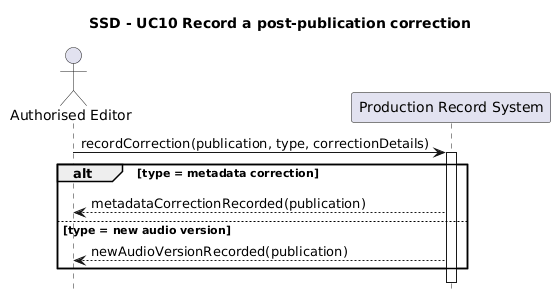 SSD - UC10 Record a post-publication correction
Authorised Editor
Production Record System
recordCorrection(publication, type, correctionDetails)
alt [type = metadata correction]
metadataCorrectionRecorded(publication)
[type = new audio version]
newAudioVersionRecorded(publication)